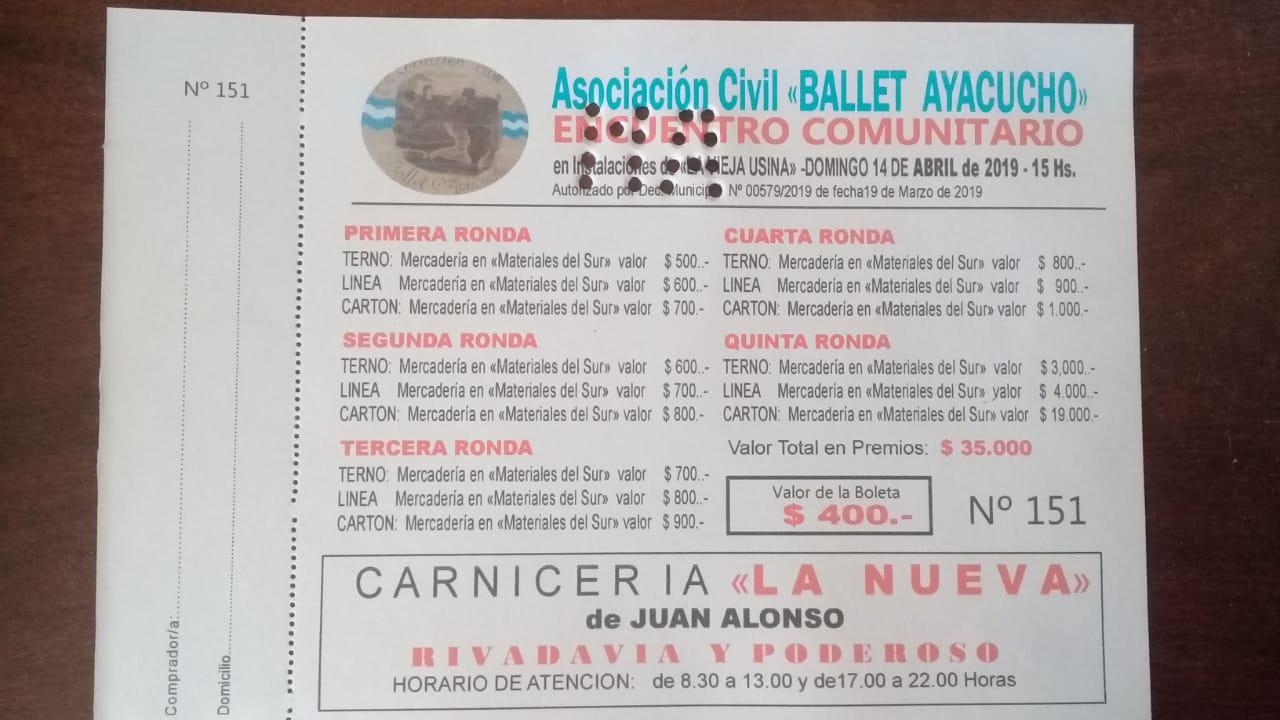 Nº 151
Comprador/a:
Domicilio
Asociación Civil «BALLET AYACUCHO»
ENCUENTRO COMUNITARIO
en Instalaciones de «LA VIEJA USINA» -DOMINGO 14 DE ABRIL de 2019 - 15 Hs.
Autorizado por Dec. Municip Nº 00579/2019 de fecha19 de Marzo de 2019
PRIMERA RONDA
TERNO: Mercadería en «Materiales del Sur» valor $ 500..-
LINEA Mercadería en «Materiales del Sur» valor $ 600..-
CARTON: Mercadería en «Materiales del Sur» valor $ 700.-
SEGUNDA RONDA
TERNO: Mercadería en «Materiales del Sur» valor $ 600..-
LINEA Mercadería en «Materiales del Sur» valor $ 700..-
CARTON: Mercadería en «Materiales del Sur» valor $ 800.-
TERCERA RONDA
TERNO: Mercadería en «Materiales del Sur» valor $ 700..-
LINEA Mercadería en «Materiales del Sur» valor $ 800..-
CARTON: Mercadería en «Materiales del Sur» valor $ 900.-
CUARTA RONDA
TERNO: Mercadería en «Materiales del Sur» valor $ 800..-
LINEA Mercadería en «Materiales del Sur» valor $ 900..-
CARTON: Mercadería en «Materiales del Sur» valor $ 1.000.-
QUINTA RONDA
TERNO: Mercadería en «Materiales del Sur» valor $ 3,000..-
LINEA Mercadería en «Materiales del Sur» valor $ 4.000..-
CARTON: Mercadería en «Materiales del Sur» valor $ 19.000.-
Valor Total en Premios: $ 35.000
Valor de la Boleta
$ 400.-
Nº 151
CARNICERIA «LA NUEVA»
de JUAN ALONSO
RIVADAVIA Y PODEROSO
HORARIO DE ATENCION: de 8.30 a 13.00 y de17.00 a 22.00 Horas